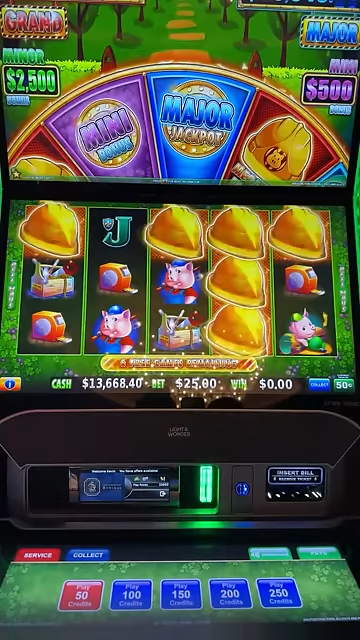 GRAND
MAJOR
MINOR
$2,500
BONUS
MINI
$500
BONUS
MINI
BONUS
MAJOR
JACKPOT
J
6 FREE GAMES REMAINING
CASH $13,668.40 BET $25.00 WIN $0.00
COLLECT
50¢
LIGHT &
WONDER
INSERT BILL
SERVICE
COLLECT
Play
50
Credits
Play
100
Credits
Play
150
Credits
Play
200
Credits
Play
250
Credits